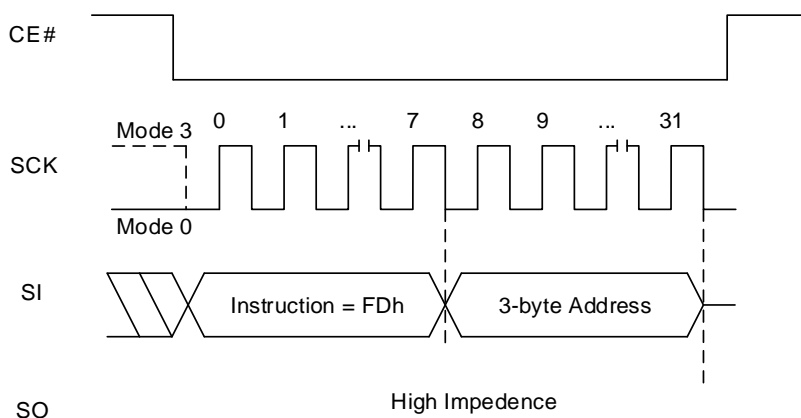 CE#
0 1 ... 7 8 9 ... 31
Mode 3
SCK
Mode 0
SI
Instruction = FDh
3-byte Address
High Impedence
SO